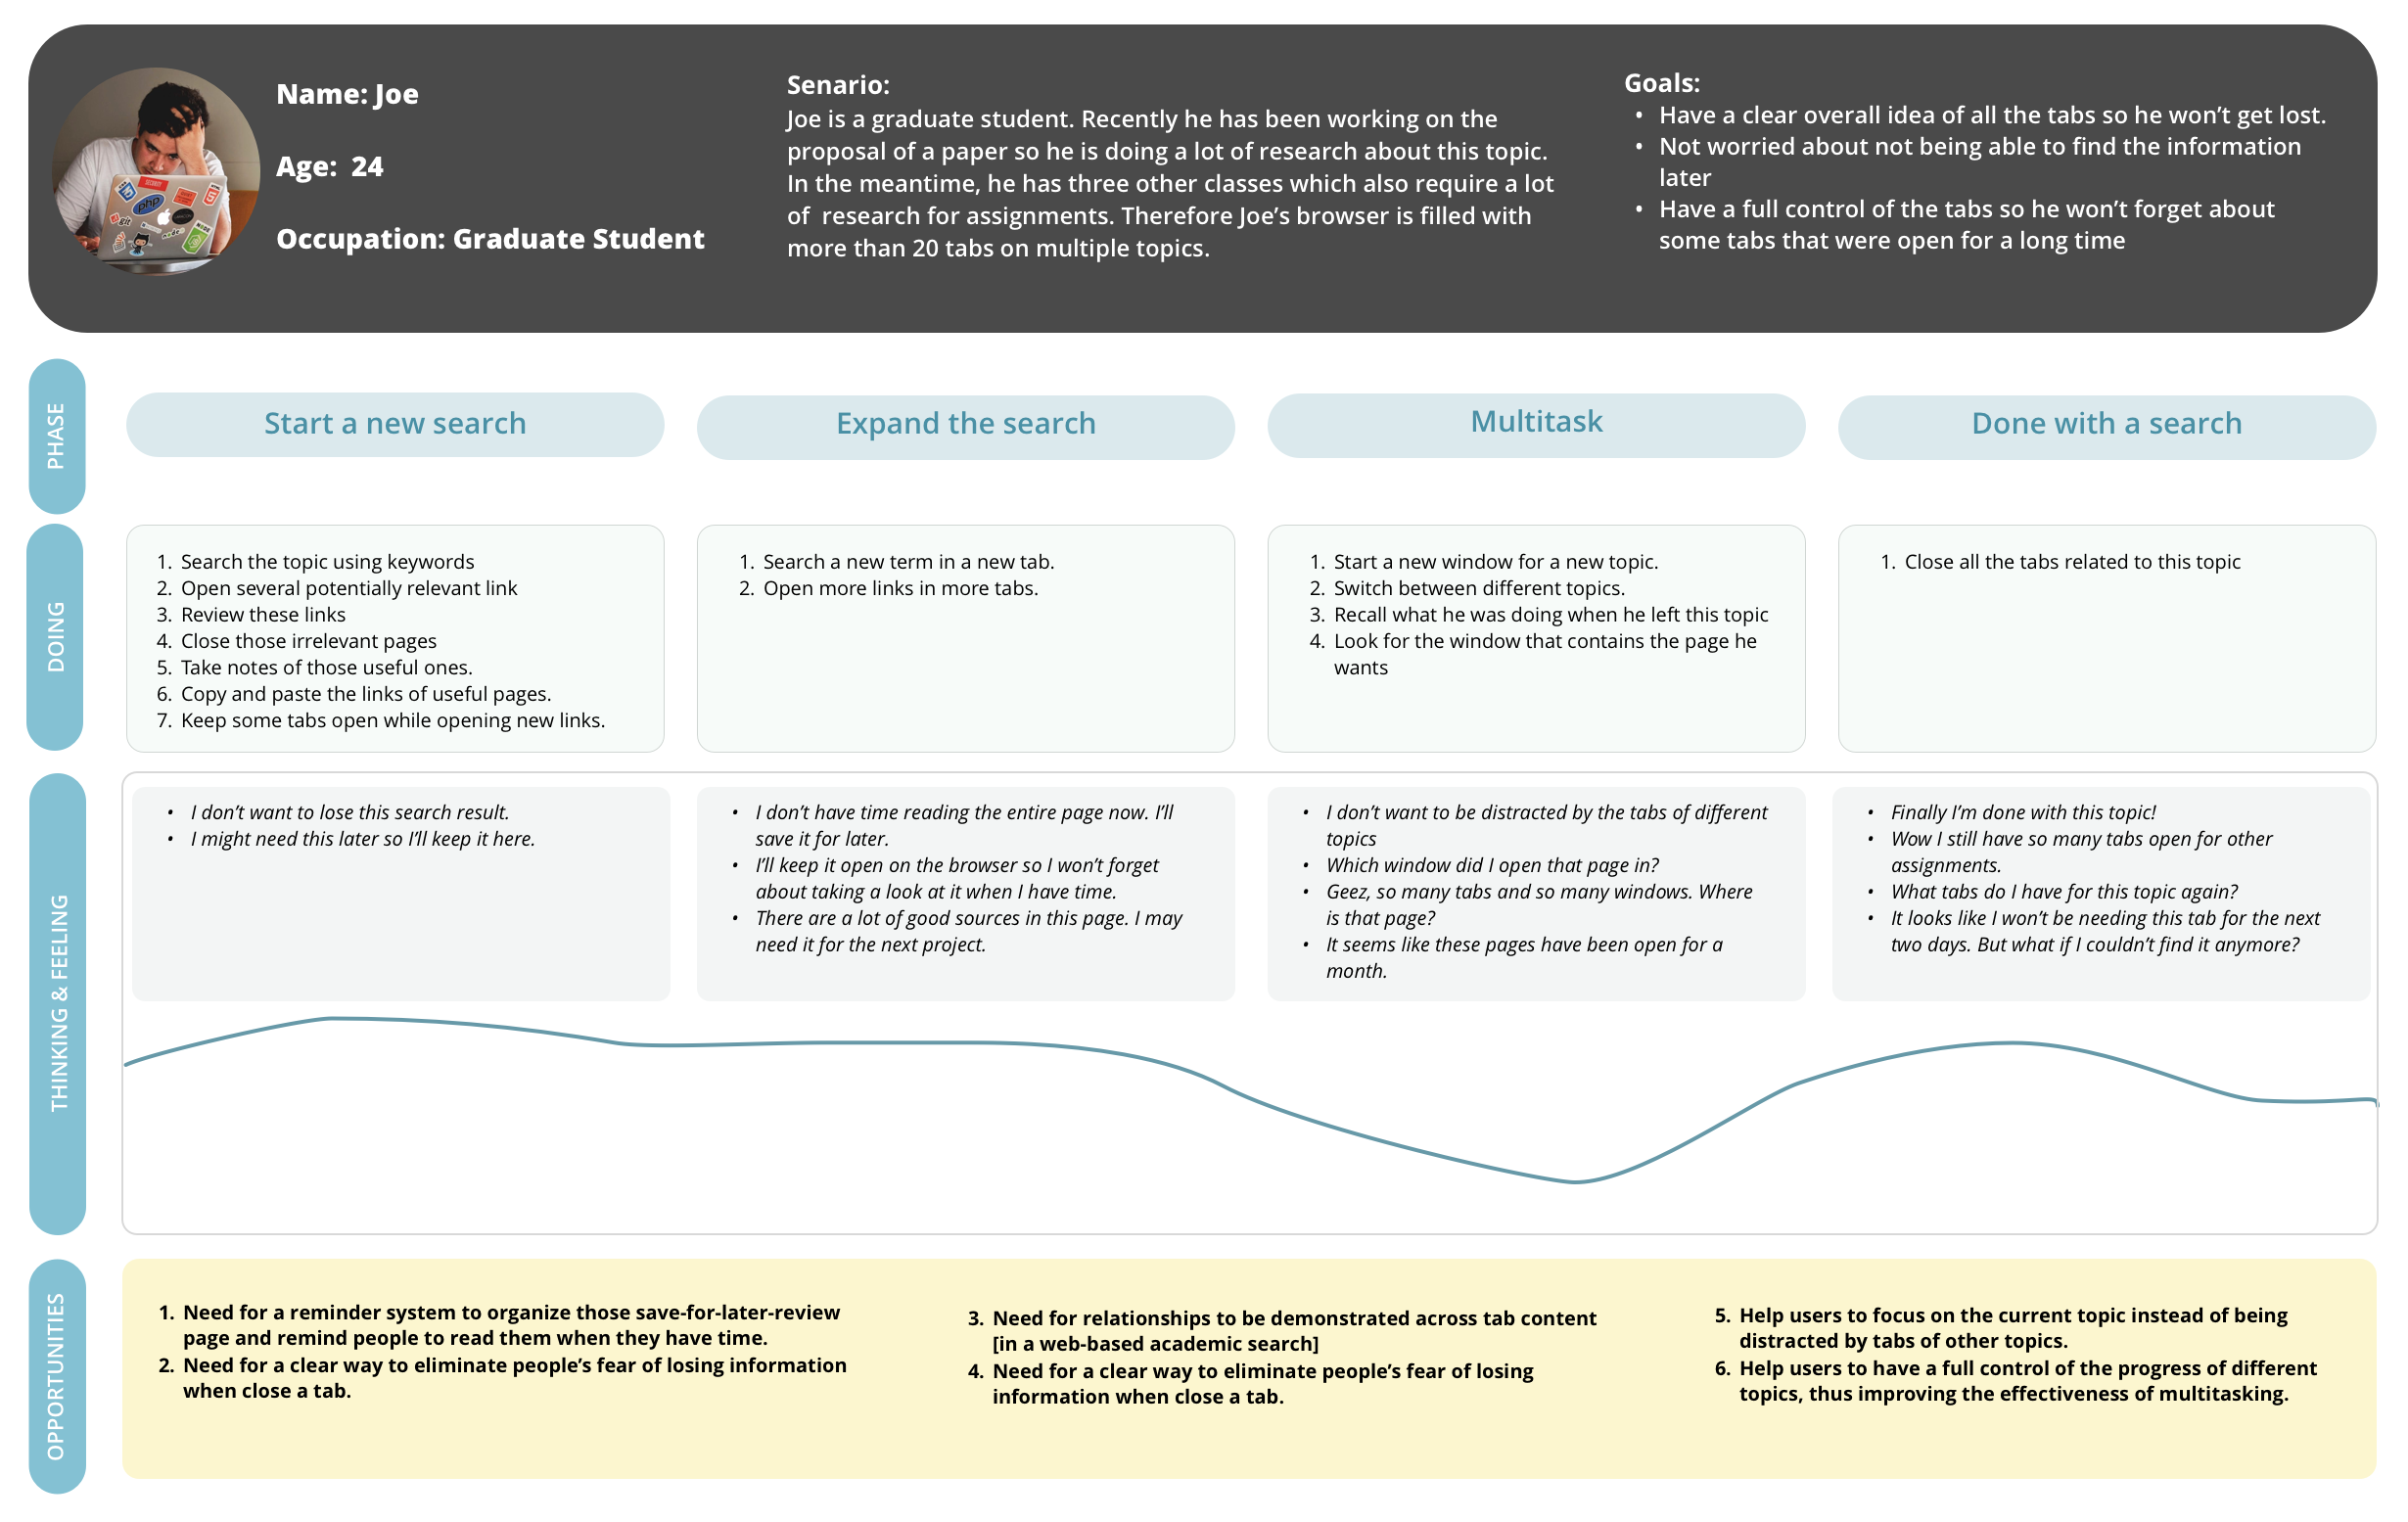 Name: Joe
Age:  24
Occupation: Graduate Student
php
git
node
Senario:
Joe is a graduate student. Recently he has been working on the
proposal of a paper so he is doing a lot of research about this topic.
In the meantime, he has three other classes which also require a lot
of  research for assignments. Therefore Joe’s browser is filled with
more than 20 tabs on multiple topics.
Goals:
• Have a clear overall idea of all the tabs so he won’t get lost.
• Not worried about not being able to find the information
later
• Have a full control of the tabs so he won’t forget about
some tabs that were open for a long time
PHASE
Start a new search
Expand the search
Multitask
Done with a search
DOING
1. Search the topic using keywords
2. Open several potentially relevant link
3. Review these links
4. Close those irrelevant pages
5. Take notes of those useful ones.
6. Copy and paste the links of useful pages.
7. Keep some tabs open while opening new links.
1. Search a new term in a new tab.
2. Open more links in more tabs.
1. Start a new window for a new topic.
2. Switch between different topics.
3. Recall what he was doing when he left this topic
4. Look for the window that contains the page he
wants
1. Close all the tabs related to this topic
THINKING & FEELING
• I don’t want to lose this search result.
• I might need this later so I’ll keep it here.
• I don’t have time reading the entire page now. I’ll
save it for later.
• I’ll keep it open on the browser so I won’t forget
about taking a look at it when I have time.
• There are a lot of good sources in this page. I may
need it for the next project.
• I don’t want to be distracted by the tabs of different
topics
• Which window did I open that page in?
• Geez, so many tabs and so many windows. Where
is that page?
• It seems like these pages have been open for a
month.
• Finally I’m done with this topic!
• Wow I still have so many tabs open for other
assignments.
• What tabs do I have for this topic again?
• It looks like I won’t be needing this tab for the next
two days. But what if I couldn’t find it anymore?
OPPORTUNITIES
1. Need for a reminder system to organize those save-for-later-review
page and remind people to read them when they have time.
2. Need for a clear way to eliminate people’s fear of losing information
when close a tab.
3. Need for relationships to be demonstrated across tab content
[in a web-based academic search]
4. Need for a clear way to eliminate people’s fear of losing
information when close a tab.
5. Help users to focus on the current topic instead of being
distracted by tabs of other topics.
6. Help users to have a full control of the progress of different
topics, thus improving the effectiveness of multitasking.